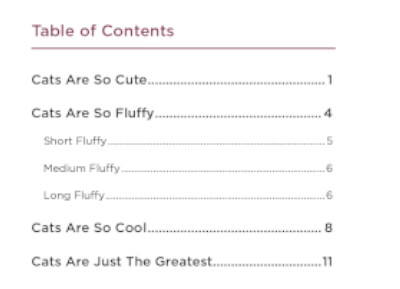 Table of Contents
Cats Are So Cute..................................................1
Cats Are So Fluffy................................................4
Short Fluffy..................................................5
Medium Fluffy..................................................6
Long Fluffy..................................................6
Cats Are So Cool..................................................8
Cats Are Just The Greatest..............................11